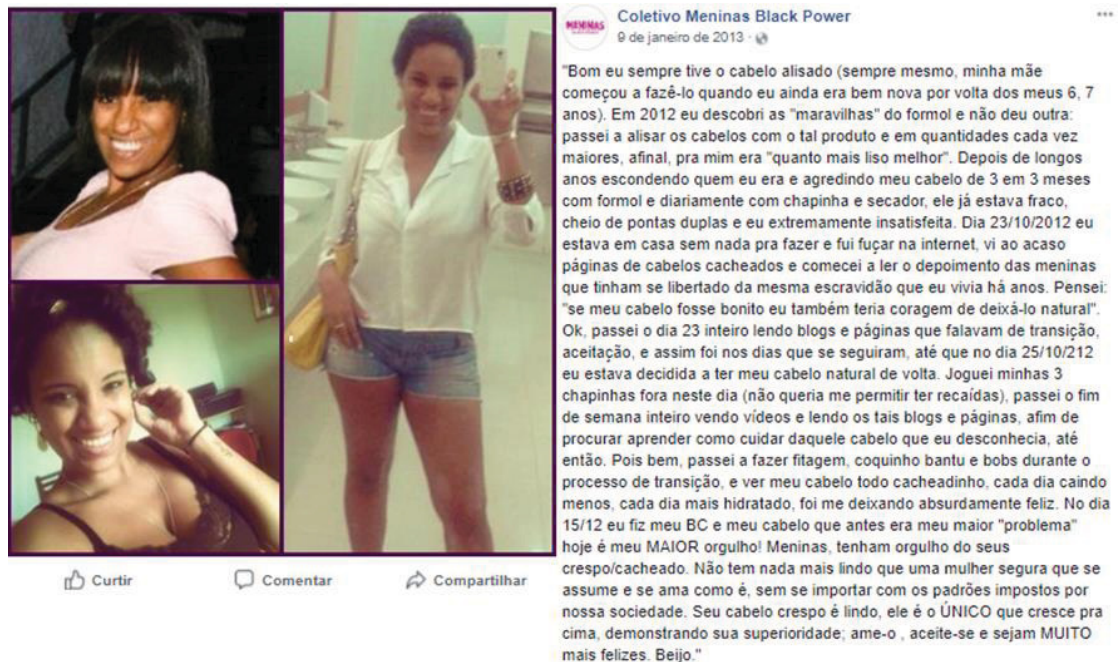 MENINAS
Coletivo Meninas Black Power
9 de janeiro de 2013 ·
"Bom eu sempre tive o cabelo alisado (sempre mesmo, minha mãe
começou a fazê-lo quando eu ainda era bem nova por volta dos meus 6, 7
anos). Em 2012 eu descobri as "maravilhas" do formol e não deu outra:
passei a alisar os cabelos com o tal produto e em quantidades cada vez
maiores, afinal, pra mim era "quanto mais liso melhor". Depois de longos
anos escondendo quem eu era e agredindo meu cabelo de 3 em 3 meses
com formol e diariamente com chapinha e secador, ele já estava fraco,
cheio de pontas duplas e eu extremamente insatisfeita. Dia 23/10/2012 eu
estava em casa sem nada pra fazer e fui fuçar na internet, vi ao acaso
páginas de cabelos cacheados e comecei a ler o depoimento das meninas
que tinham se libertado da mesma escravidão que eu vivia há anos. Pensei:
"se meu cabelo fosse bonito eu também teria coragem de deixá-lo natural".
Ok, passei o dia 23 inteiro lendo blogs e páginas que falavam de transição,
aceitação, e assim foi nos dias que se seguiram, até que no dia 25/10/212
eu estava decidida a ter meu cabelo natural de volta. Joguei minhas 3
chapinhas fora neste dia (não queria me permitir ter recaídas), passei o fim
de semana inteiro vendo vídeos e lendo os tais blogs e páginas, afim de
procurar aprender como cuidar daquele cabelo que eu desconhecia, até
então. Pois bem, passei a fazer fitagem, coquinho bantu e bobs durante o
processo de transição, e ver meu cabelo todo cacheadinho, cada dia caindo
menos, cada dia mais hidratado, foi me deixando absurdamente feliz. No dia
15/12 eu fiz meu BC e meu cabelo que antes era meu maior "problema"
hoje é meu MAIOR orgulho! Meninas, tenham orgulho do seus
crespo/cacheado. Não tem nada mais lindo que uma mulher segura que se
assume e se ama como é, sem se importar com os padrões impostos por
nossa sociedade. Seu cabelo crespo é lindo, ele é o ÚNICO que cresce pra
cima, demonstrando sua superioridade; ame-o , aceite-se e sejam MUITO
mais felizes. Beijo."
Curtir Comentar Compartilhar